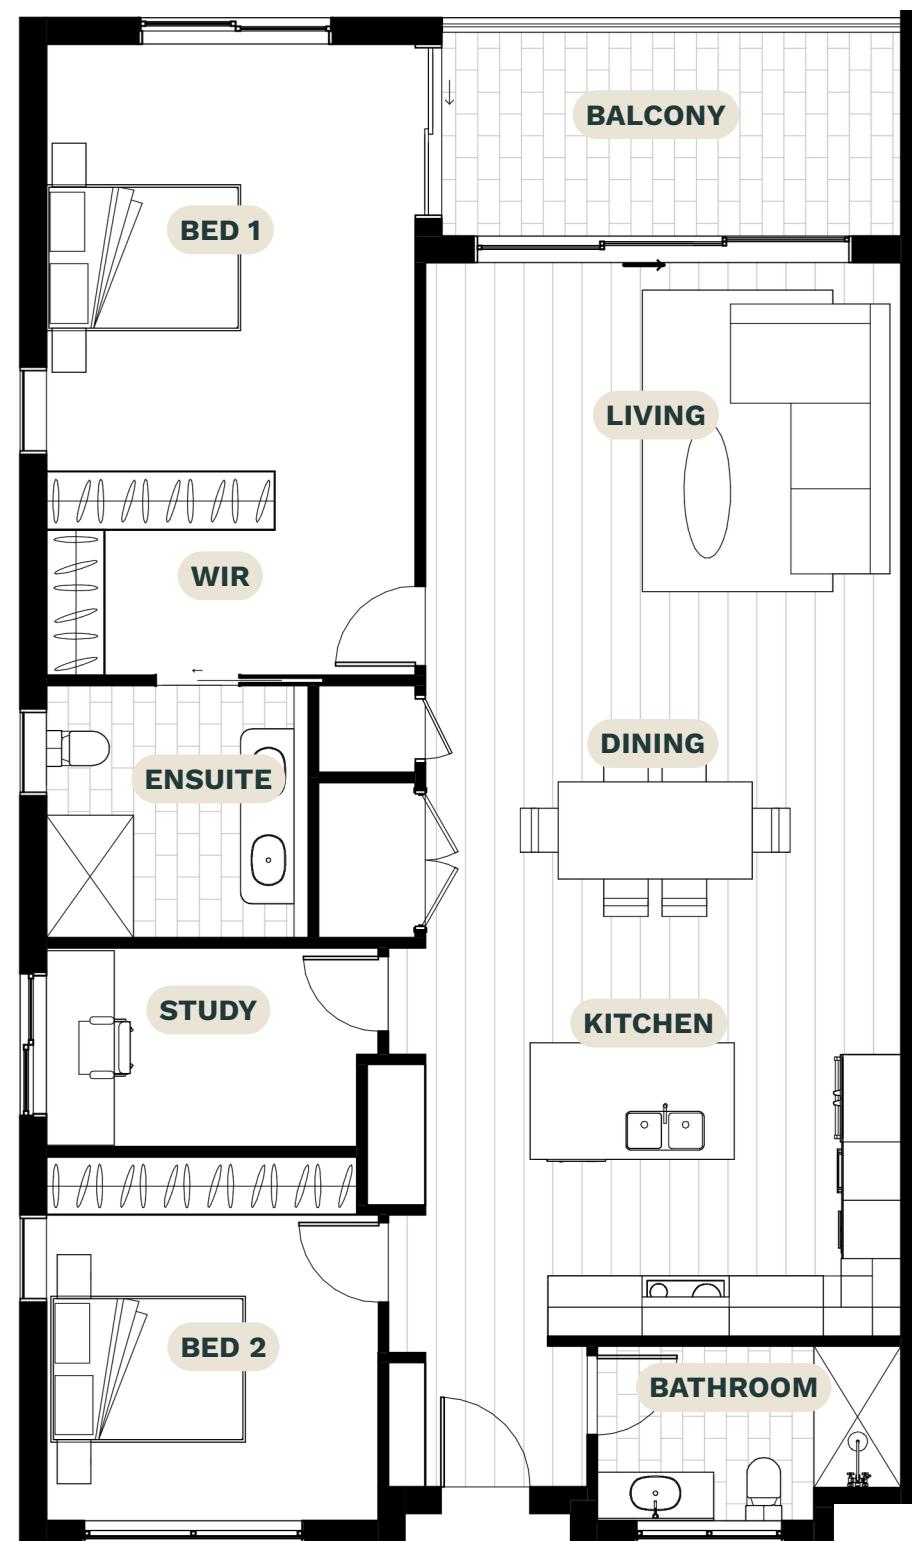 BALCONY
BED 1
LIVING
WIR
DINING
ENSUITE
STUDY
KITCHEN
BED 2
BATHROOM